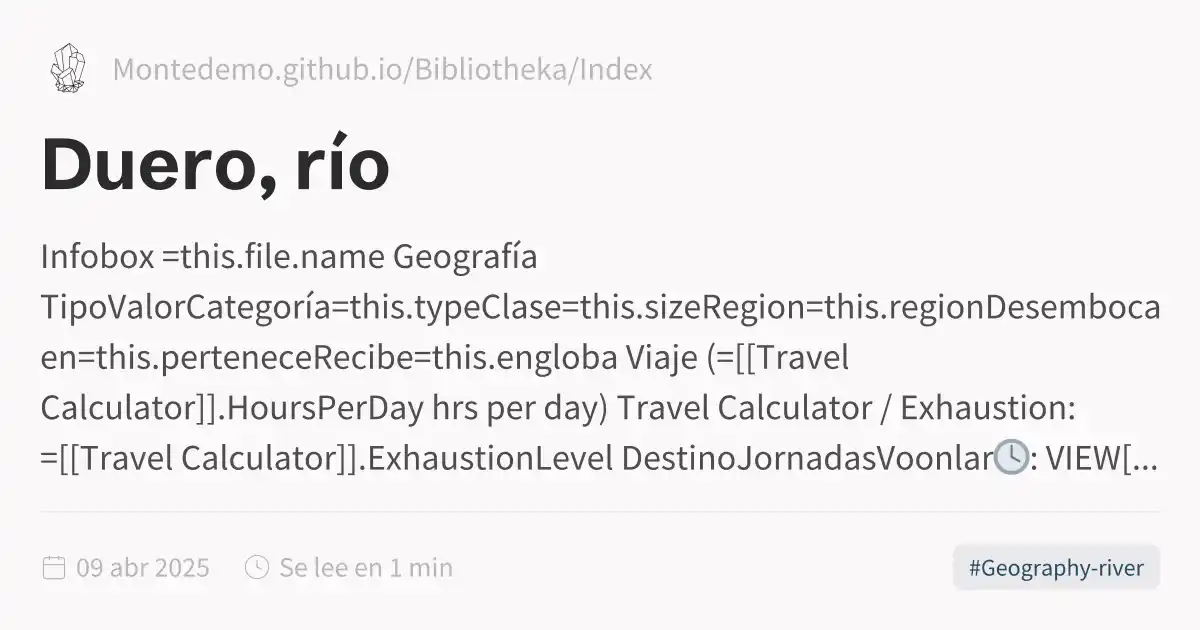 Montedemo.github.io/Bibliotheka/Index
Duero, río
Infobox =this.file.name Geografía
TipoValorCategoría=this.typeClase=this.sizeRegion=this.regionDesemboca
en=this.perteneceRecibe=this.engloba Viaje (=[[Travel
Calculator]].HoursPerDay hrs per day) Travel Calculator / Exhaustion:
=[[Travel Calculator]].ExhaustionLevel DestinoJornadasVoonlar🕓: VIEW[...
09 abr 2025 Se lee en 1 min #Geography-river